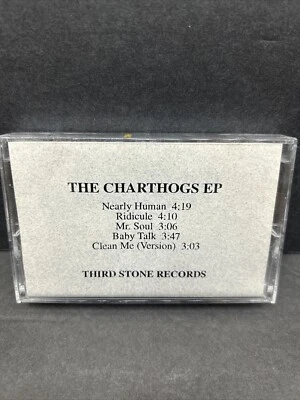 THE CHARTHOGS EP
Nearly Human 4:19
Ridicule 4:10
Mr. Soul 3:06
Baby Talk 3:47
Clean Me (Version) 3:03
THIRD STONE RECORDS